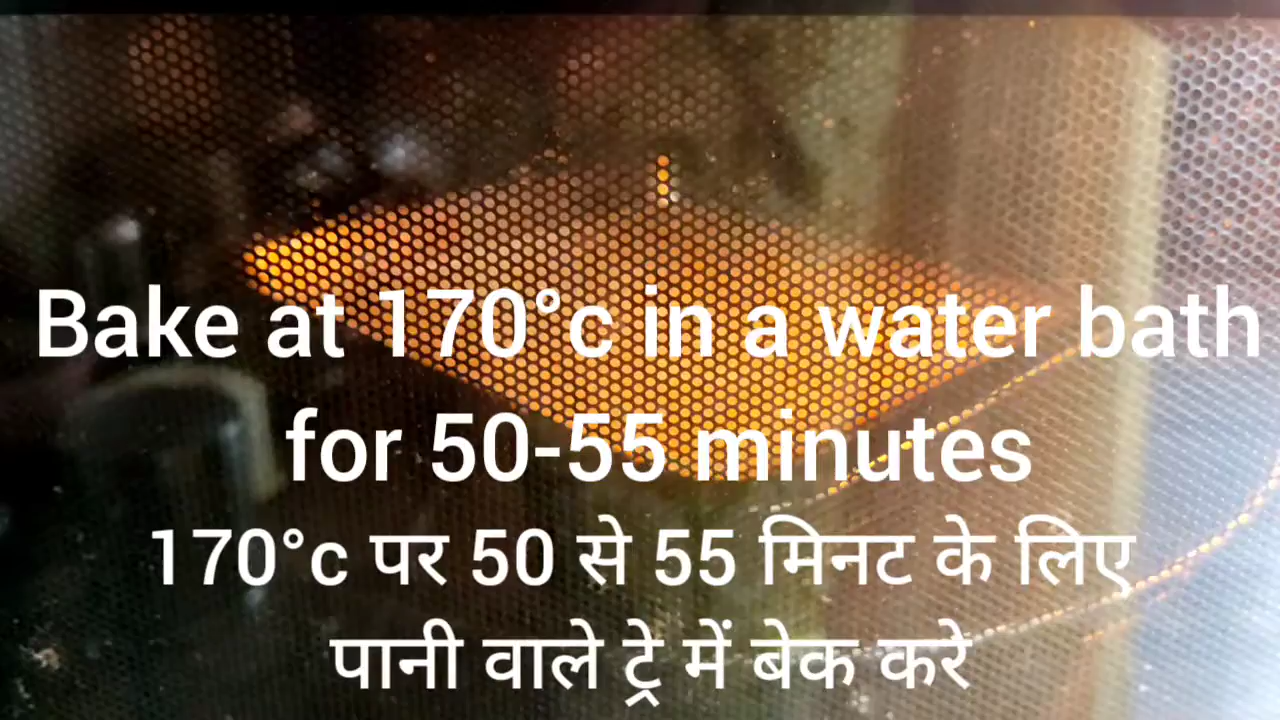 Bake at 170°c in a water bath
for 50-55 minutes
170°c पर 50 से 55 मिनट के लिए
पानी वाले ट्रे में बेक करे